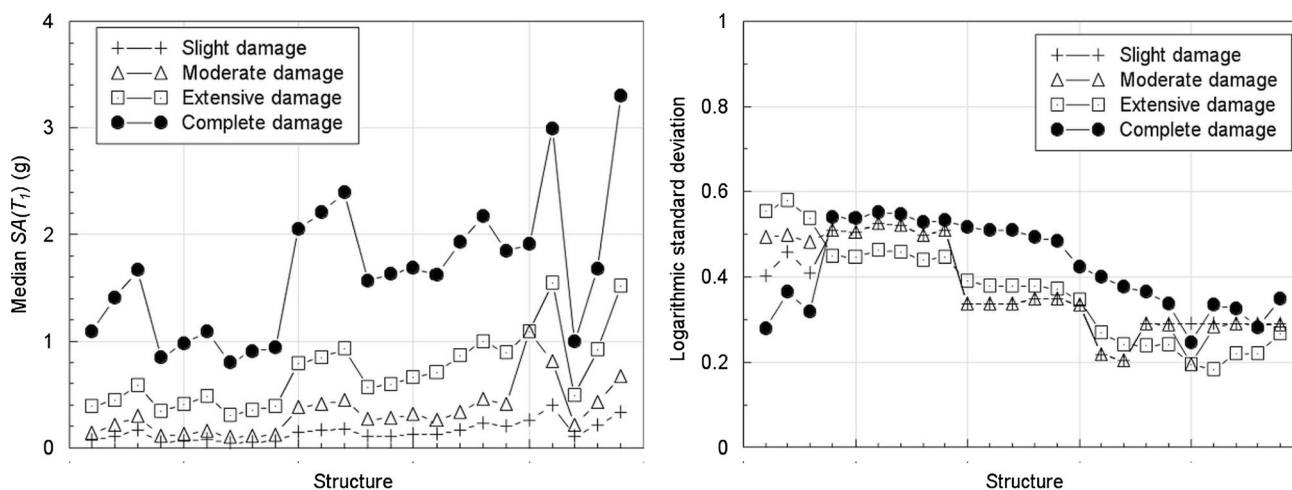 Median SA(T1) (g)
4
3
2
1
0
Slight damage
Moderate damage
Extensive damage
Complete damage
Structure
Logarithmic standard deviation
1
0.8
0.6
0.4
0.2
0
Slight damage
Moderate damage
Extensive damage
Complete damage
Structure